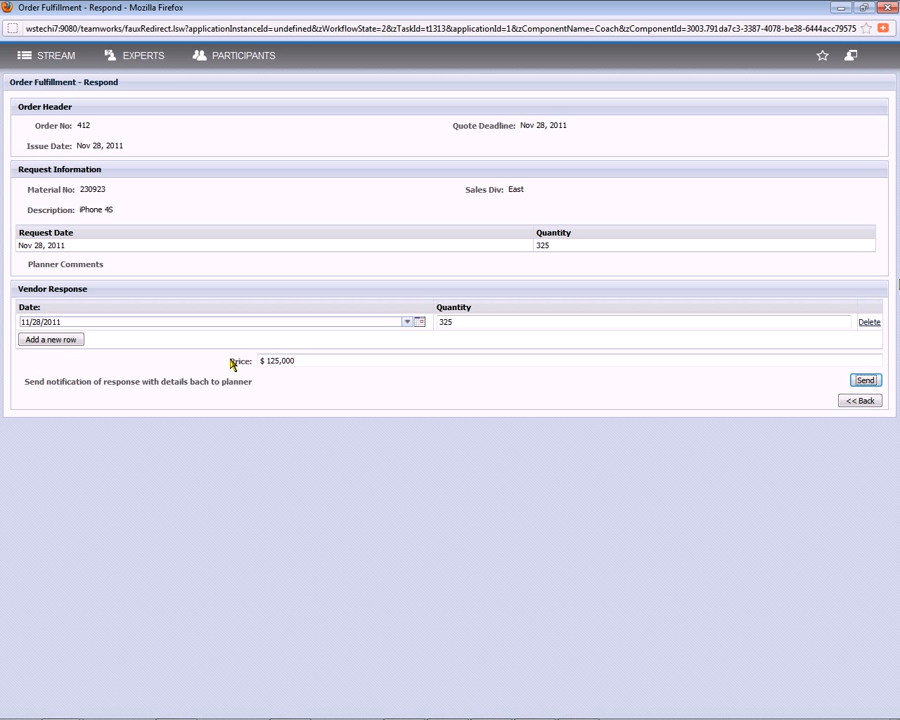 Order Fulfillment - Respond - Mozilla Firefox
wstechi7:9080/teamworks/fauxRedirect.lsw?applicationInstanceId=undefined&zWorkflowState=2&zTaskId=t1313&applicationId=1&zComponentName=Coach&zComponentId=3003.791da7c3-3387-4078-be38-6444acc79575
STREAM EXPERTS PARTICIPANTS
Order Fulfillment - Respond
Order Header
Order No: 412 Quote Deadline: Nov 28, 2011
Issue Date: Nov 28, 2011
Request Information
Material No: 230923 Sales Div: East
Description: iPhone 4S
Request Date Quantity
Nov 28, 2011 325
Planner Comments
Vendor Response
Date: Quantity
11/28/2011 325 Delete
Add a new row
Price: $ 125,000
Send notification of response with details bach to planner Send
<< Back